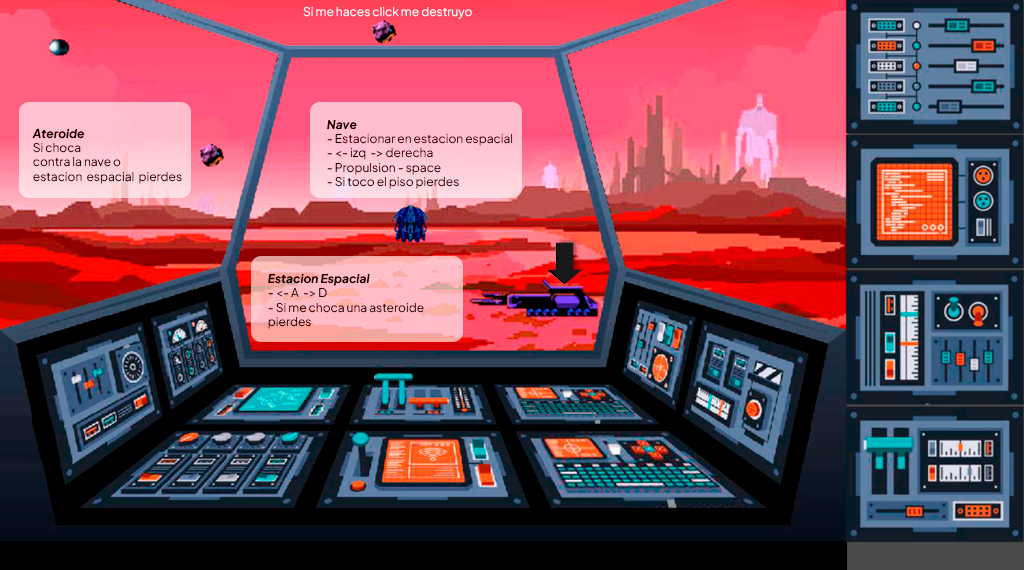 Si me haces click me destruyo
Ateroide
Si choca
contra la nave o
estacion espacial pierdes
Nave
- Estacionar en estacion espacial
- <- izq -> derecha
- Propulsion - space
- Si toco el piso pierdes
Estacion Espacial
- <- A -> D
- Si me choca una asteroide
pierdes